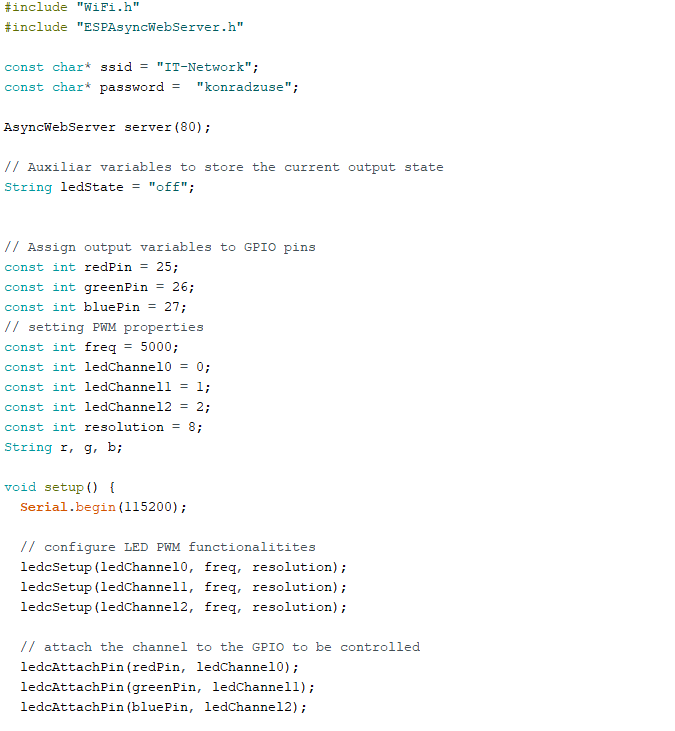 #include "WiFi.h"
#include "ESPAsyncWebServer.h"

const char* ssid = "IT-Network";
const char* password =  "konradzuse";

AsyncWebServer server(80);

// Auxiliar variables to store the current output state
String ledState = "off";


// Assign output variables to GPIO pins
const int redPin = 25;
const int greenPin = 26;
const int bluePin = 27;
// setting PWM properties
const int freq = 5000;
const int ledChannel0 = 0;
const int ledChannel1 = 1;
const int ledChannel2 = 2;
const int resolution = 8;
String r, g, b;

void setup() {
  Serial.begin(115200);

  // configure LED PWM functionalitites
  ledcSetup(ledChannel0, freq, resolution);
  ledcSetup(ledChannel1, freq, resolution);
  ledcSetup(ledChannel2, freq, resolution);

  // attach the channel to the GPIO to be controlled
  ledcAttachPin(redPin, ledChannel0);
  ledcAttachPin(greenPin, ledChannel1);
  ledcAttachPin(bluePin, ledChannel2);